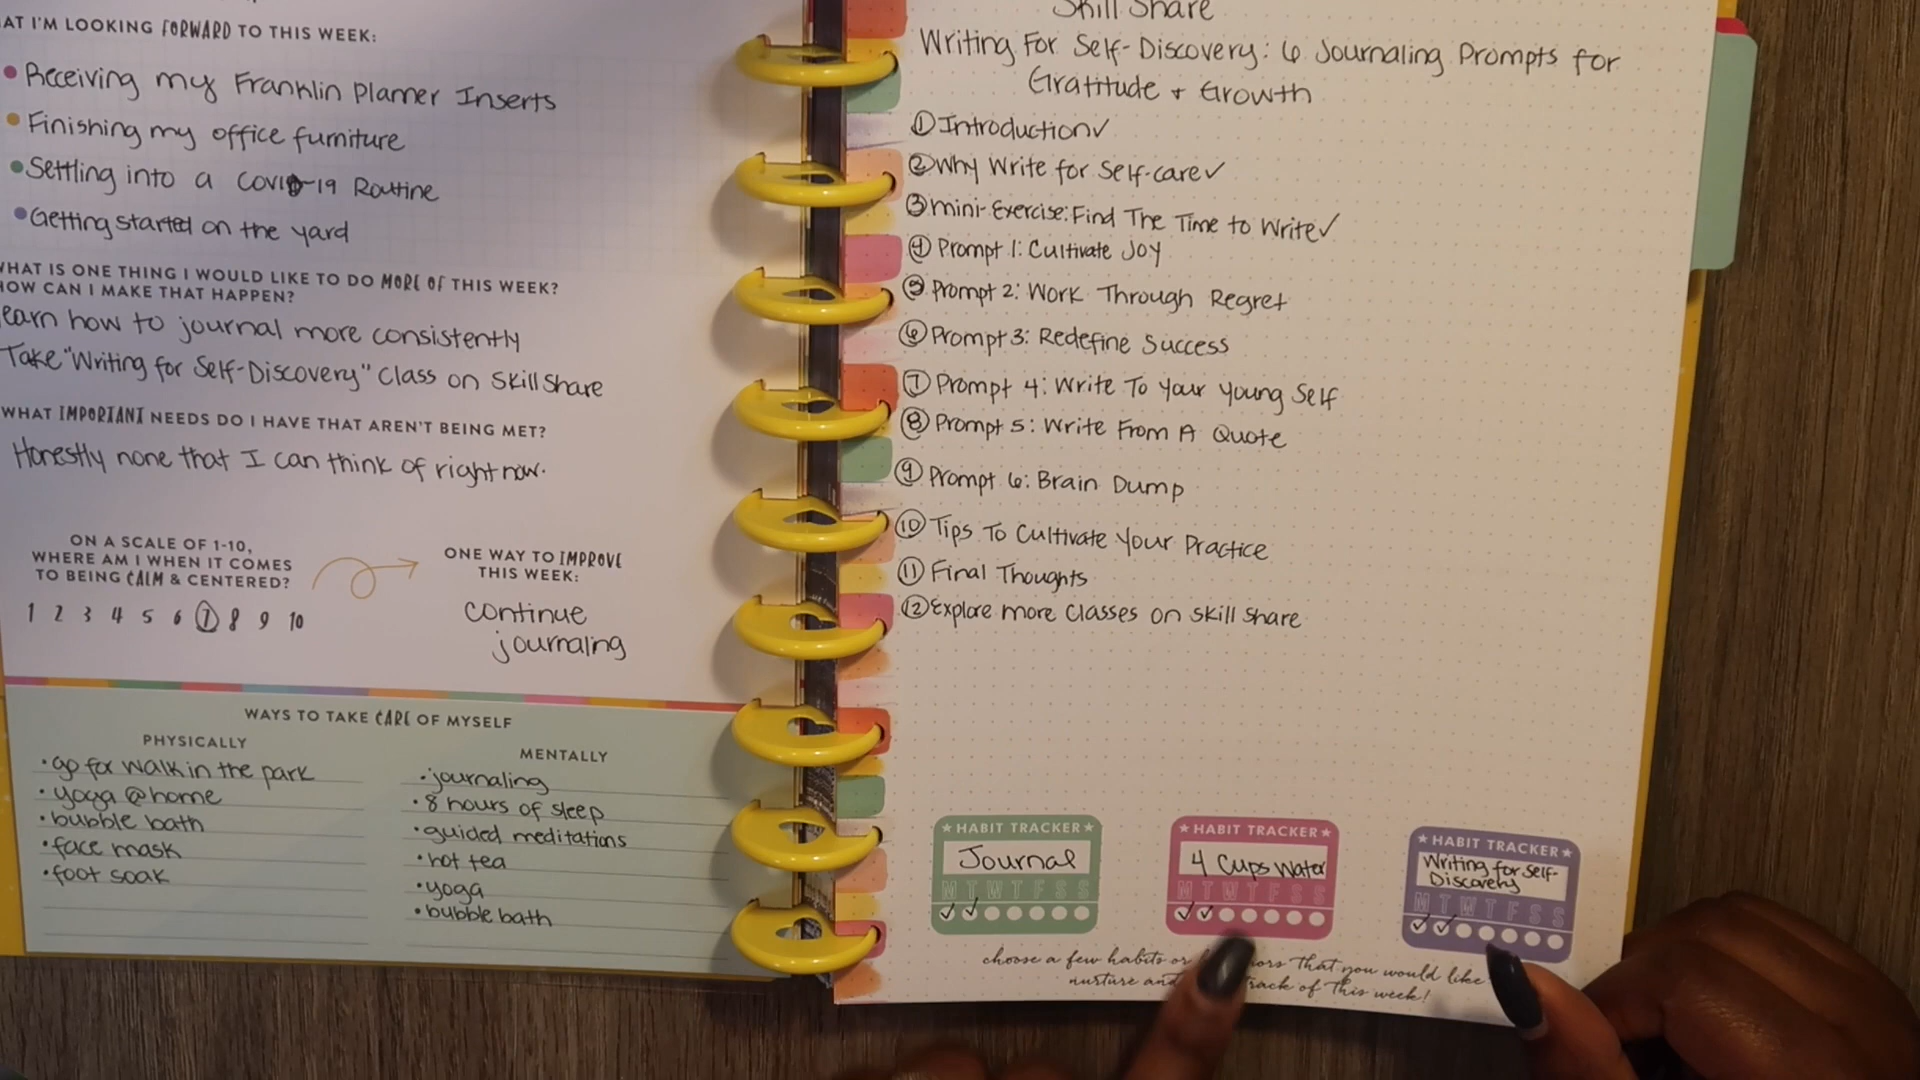 AT I'M LOOKING FORWARD TO THIS WEEK:
Receiving my Franklin Planner Inserts
Finishing my office furniture
Settling into a COVID-19 Routine
Getting started on the yard
WHAT IS ONE THING I WOULD LIKE TO DO MORE OF THIS WEEK?
HOW CAN I MAKE THAT HAPPEN?
earn how to journal more consistently
Take "Writing for Self-Discovery" Class on SkillShare
WHAT IMPORTANT NEEDS DO I HAVE THAT AREN'T BEING MET?
Honestly none that I can think of right now.
ON A SCALE OF 1-10,
WHERE AM I WHEN IT COMES
TO BEING CALM & CENTERED?
1 2 3 4 5 6 7 8 9 10
ONE WAY TO IMPROVE
THIS WEEK:
continue
journaling
WAYS TO TAKE CARE OF MYSELF
PHYSICALLY
• go for walk in the park
• yoga @ home
• bubble bath
• face mask
• foot soak
MENTALLY
• journaling
• 8 hours of sleep
• guided meditations
• hot tea
• yoga
• bubble bath
Skill Share
Writing For Self-Discovery: 6 Journaling Prompts for
Gratitude + Growth
① Introduction ✓
② Why Write for Self-care ✓
③ mini-Exercise: Find The Time to Write ✓
④ Prompt 1: Cultivate Joy
⑤ Prompt 2: Work Through Regret
⑥ Prompt 3: Redefine Success
⑦ Prompt 4: Write To Your Young Self
⑧ Prompt 5: Write From A Quote
⑨ Prompt 6: Brain Dump
⑩ Tips To Cultivate Your Practice
⑪ Final Thoughts
⑫ Explore more Classes on Skill Share
★ HABIT TRACKER ★
Journal
M T W T F S S
★ HABIT TRACKER ★
4 Cups Water
M T W T F S S
★ HABIT TRACKER ★
Writing for Self-
Discovery
M T W T F S S
choose a few habits or that you would like
nurture and track of this week!